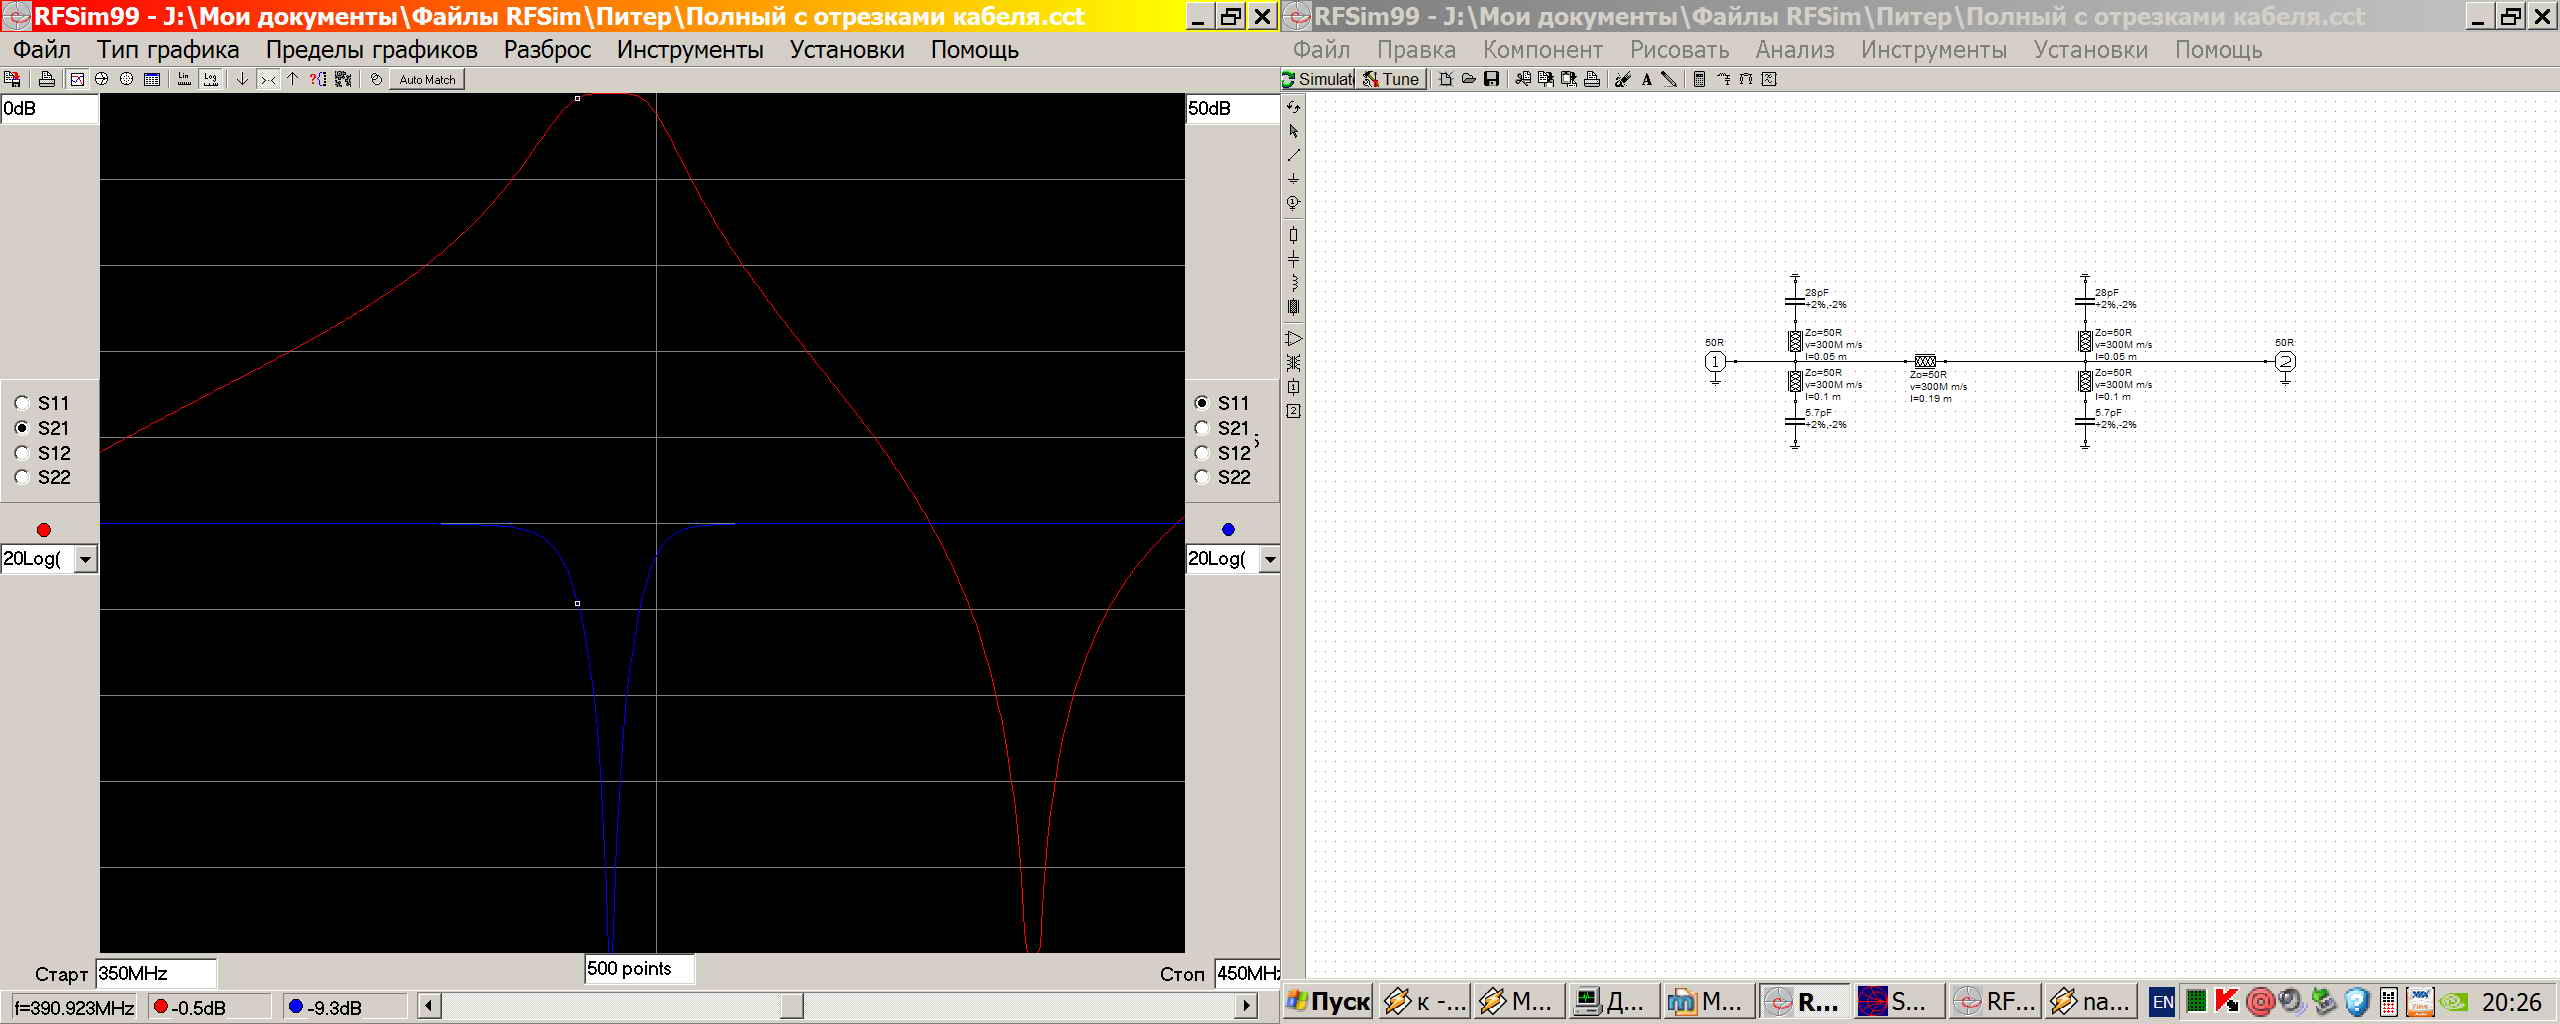 RFSim99 - J:\Мои документы\Файлы RFSim\Питер\Полный с отрезками кабеля.cct
Файл Тип графика Пределы графиков Разброс Инструменты Установки Помощь
Lin Log Auto Match
0dB
50dB
S11
S21
S12
S22
20Log(
S11
S21
S12
S22
20Log(
Старт 350MHz
500 points
Стоп 450MHz
f=390.923MHz -0.5dB -9.3dB
RFSim99 - J:\Мои документы\Файлы RFSim\Питер\Полный с отрезками кабеля.cct
Файл Правка Компонент Рисовать Анализ Инструменты Установки Помощь
Simulat Tune
28pF
+2%,-2%
28pF
+2%,-2%
Zo=50R
v=300M m/s
l=0.05 m
Zo=50R
v=300M m/s
l=0.05 m
50R
1
50R
2
Zo=50R
v=300M m/s
l=0.1 m
Zo=50R
v=300M m/s
l=0.19 m
Zo=50R
v=300M m/s
l=0.1 m
5.7pF
+2%,-2%
5.7pF
+2%,-2%
Пуск к -... М... Д... М... R... S... RF... na... EN 20:26